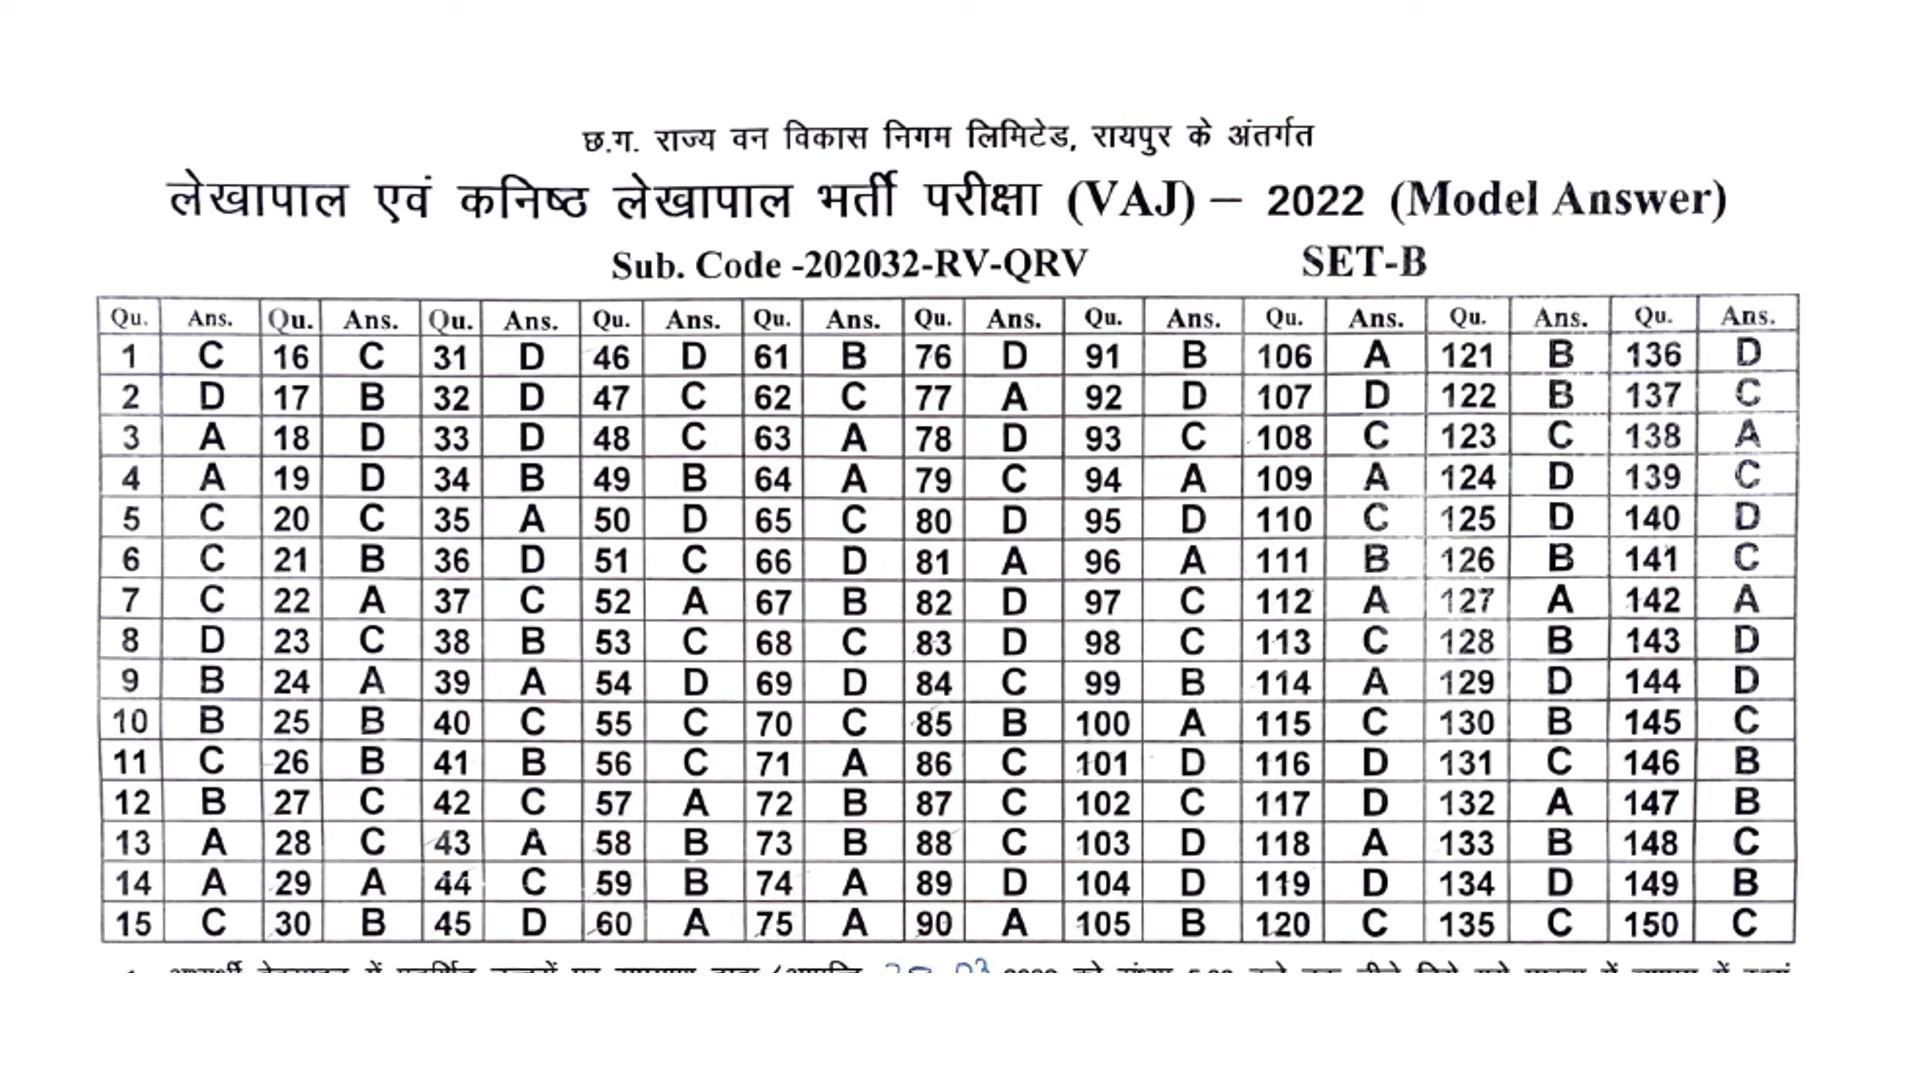 छ.ग. राज्य वन विकास निगम लिमिटेड, रायपुर के अंतर्गत
लेखापाल एवं कनिष्ठ लेखापाल भर्ती परीक्षा (VAJ) – 2022 (Model Answer)
Sub. Code -202032-RV-QRV SET-B
Qu. Ans. Qu. Ans. Qu. Ans. Qu. Ans. Qu. Ans. Qu. Ans. Qu. Ans. Qu. Ans. Qu. Ans. Qu. Ans.
1 C 16 C 31 D 46 D 61 B 76 D 91 B 106 A 121 B 136 D
2 D 17 B 32 D 47 C 62 C 77 A 92 D 107 D 122 B 137 C
3 A 18 D 33 D 48 C 63 A 78 D 93 C 108 C 123 C 138 A
4 A 19 D 34 B 49 B 64 A 79 C 94 A 109 A 124 D 139 C
5 C 20 C 35 A 50 D 65 C 80 D 95 D 110 C 125 D 140 D
6 C 21 B 36 D 51 C 66 D 81 A 96 A 111 B 126 B 141 C
7 C 22 A 37 C 52 A 67 B 82 D 97 C 112 A 127 A 142 A
8 D 23 C 38 B 53 C 68 C 83 D 98 C 113 C 128 B 143 D
9 B 24 A 39 A 54 D 69 D 84 C 99 B 114 A 129 D 144 D
10 B 25 B 40 C 55 C 70 C 85 B 100 A 115 C 130 B 145 C
11 C 26 B 41 B 56 C 71 A 86 C 101 D 116 D 131 C 146 B
12 B 27 C 42 C 57 A 72 B 87 C 102 C 117 D 132 A 147 B
13 A 28 C 43 A 58 B 73 B 88 C 103 D 118 A 133 B 148 C
14 A 29 A 44 C 59 B 74 A 89 D 104 D 119 D 134 D 149 B
15 C 30 B 45 D 60 A 75 A 90 A 105 B 120 C 135 C 150 C